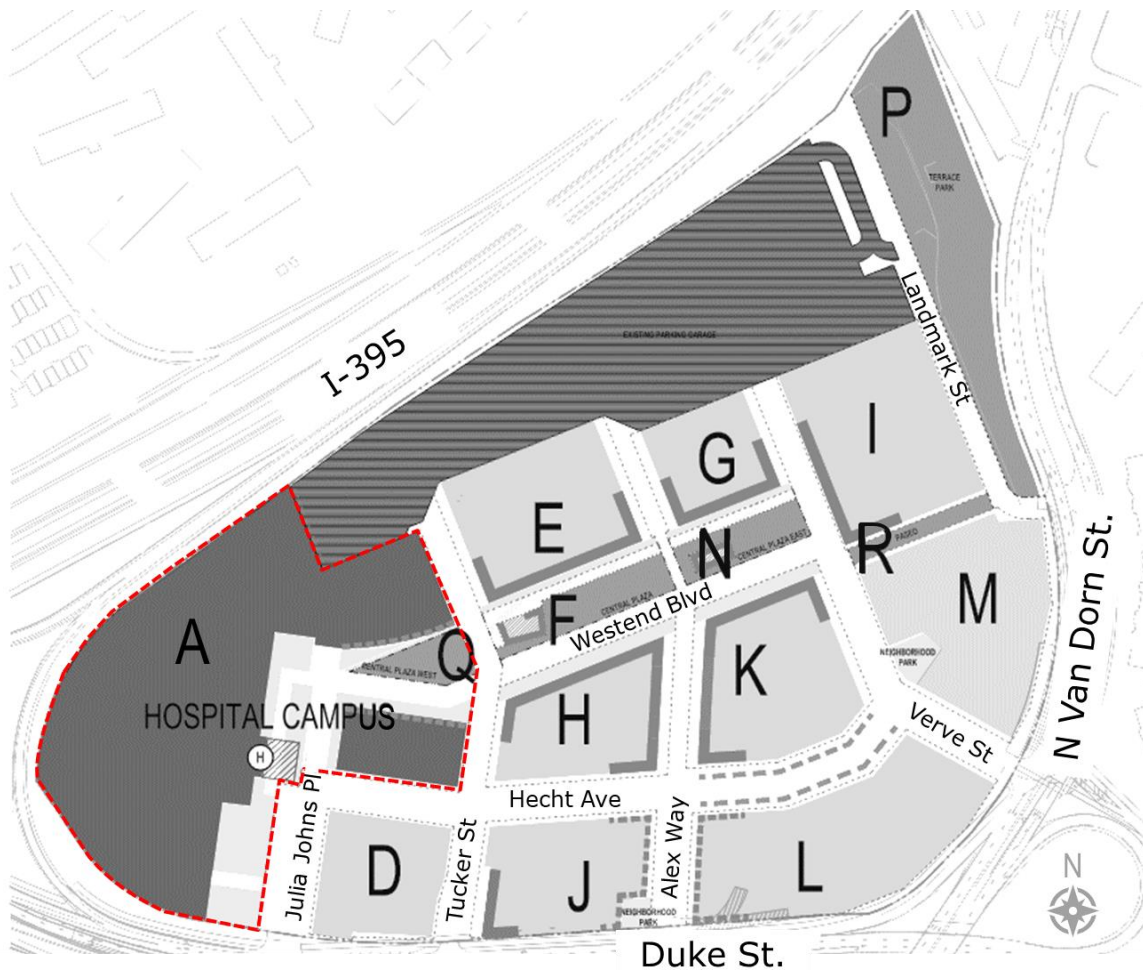 P
TERRACE
PARK
I-395
EXISTING PARKING GARAGE
Landmark St
I
G
E
N
CENTRAL PLAZA EAST
R
PASEO
F
CENTRAL PLAZA
Westend Blvd
M
A
Q
CENTRAL PLAZA WEST
K
NEIGHBORHOOD
PARK
N Van Dorn St.
H
HOSPITAL CAMPUS
Verve St
H
Julia Johns Pl
Hecht Ave
D
Tucker St
J
Alex Way
L
NEIGHBORHOOD
PARK
N
Duke St.